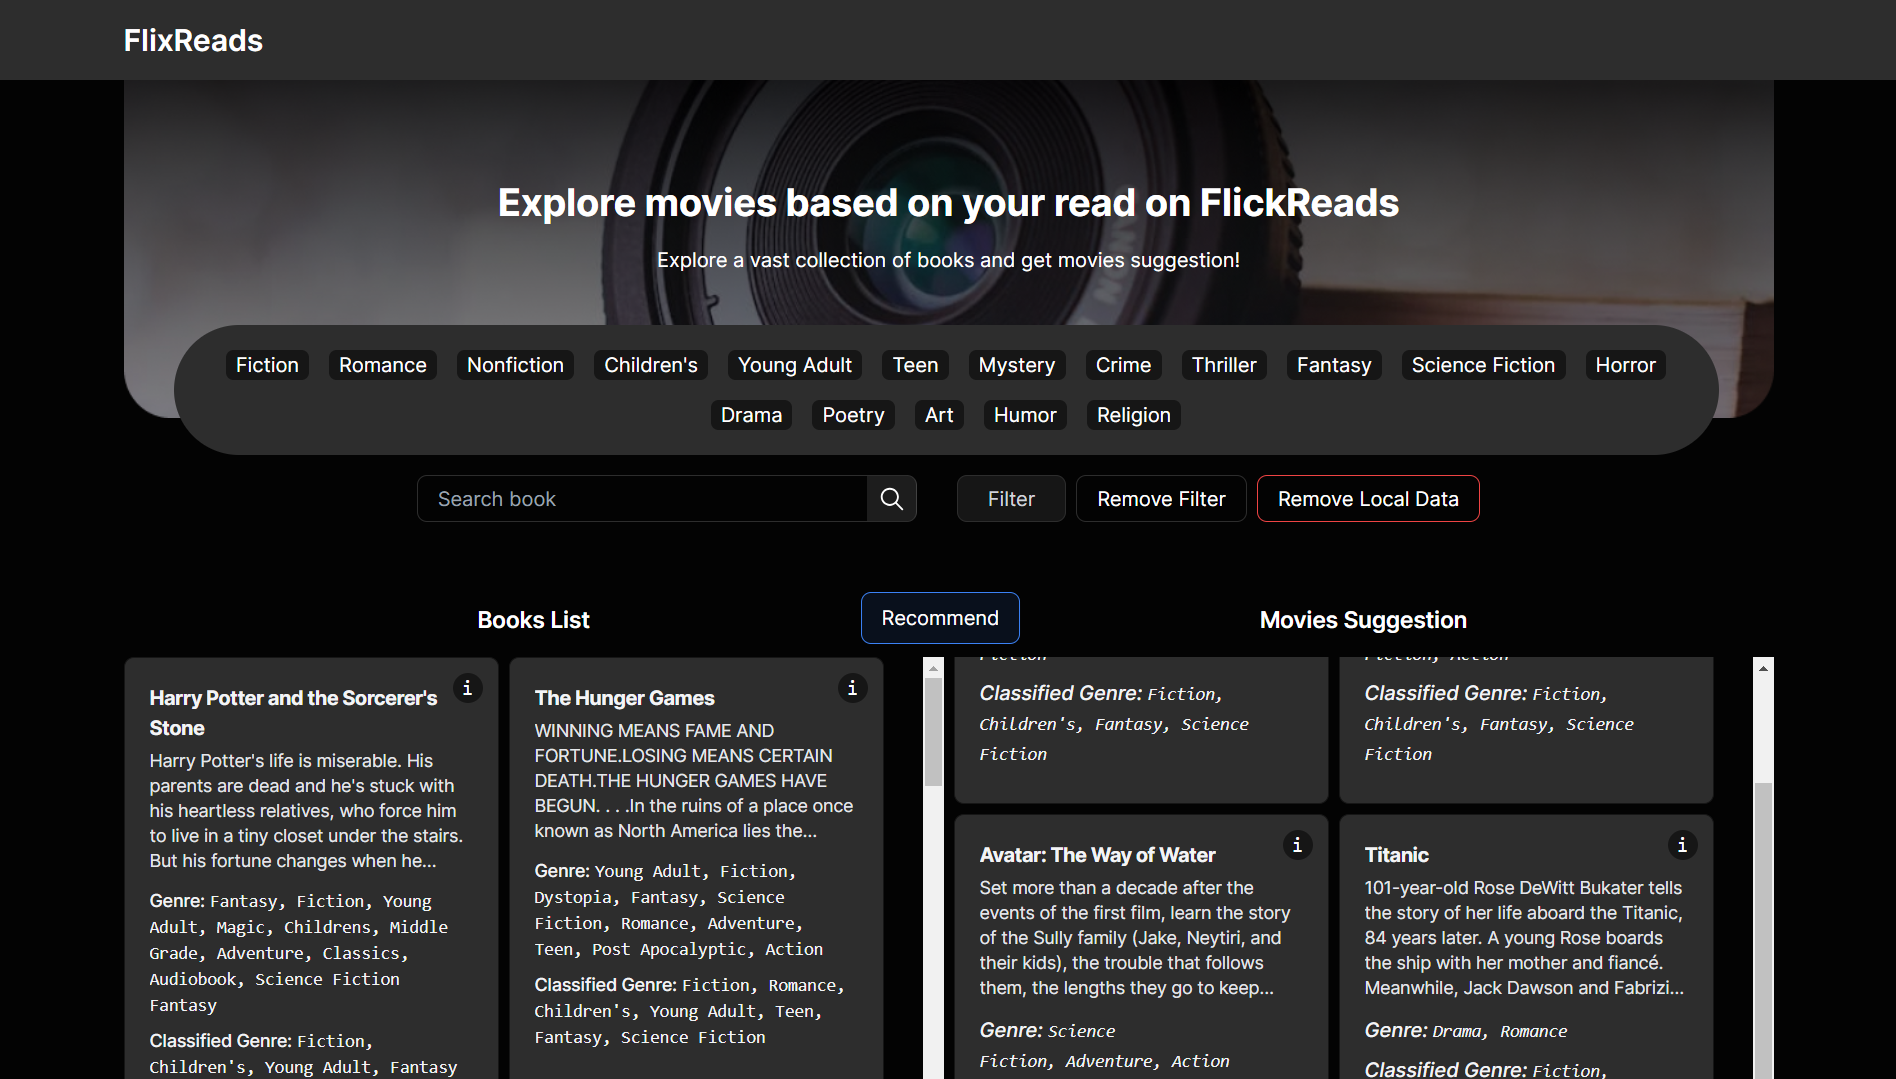 FlixReads
Explore movies based on your read on FlickReads
Explore a vast collection of books and get movies suggestion!
Fiction Romance Nonfiction Children's Young Adult Teen Mystery Crime Thriller Fantasy Science Fiction Horror
Drama Poetry Art Humor Religion
Search book
Filter
Remove Filter
Remove Local Data
Books List
Recommend
Movies Suggestion
Harry Potter and the Sorcerer's
Stone
i
Harry Potter's life is miserable. His
parents are dead and he's stuck with
his heartless relatives, who force him
to live in a tiny closet under the stairs.
But his fortune changes when he...
Genre: Fantasy, Fiction, Young
Adult, Magic, Childrens, Middle
Grade, Adventure, Classics,
Audiobook, Science Fiction
Fantasy
Classified Genre: Fiction,
Children's, Young Adult, Fantasy
The Hunger Games
i
WINNING MEANS FAME AND
FORTUNE.LOSING MEANS CERTAIN
DEATH.THE HUNGER GAMES HAVE
BEGUN. . . .In the ruins of a place once
known as North America lies the...
Genre: Young Adult, Fiction,
Dystopia, Fantasy, Science
Fiction, Romance, Adventure,
Teen, Post Apocalyptic, Action
Classified Genre: Fiction, Romance,
Children's, Young Adult, Teen,
Fantasy, Science Fiction
Fiction
Classified Genre: Fiction,
Children's, Fantasy, Science
Fiction
Fiction, Action
Classified Genre: Fiction,
Children's, Fantasy, Science
Fiction
Avatar: The Way of Water
i
Set more than a decade after the
events of the first film, learn the story
of the Sully family (Jake, Neytiri, and
their kids), the trouble that follows
them, the lengths they go to keep...
Genre: Science
Fiction, Adventure, Action
Titanic
i
101-year-old Rose DeWitt Bukater tells
the story of her life aboard the Titanic,
84 years later. A young Rose boards
the ship with her mother and fiancé.
Meanwhile, Jack Dawson and Fabrizi...
Genre: Drama, Romance
Classified Genre: Fiction,